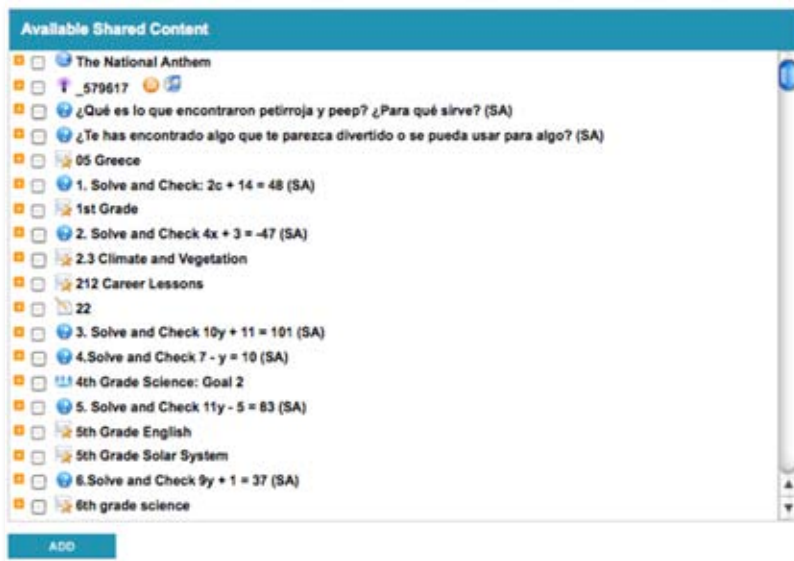 Available Shared Content
The National Anthem
_579617
¿Qué es lo que encontraron petirroja y peep? ¿Para qué sirve? (SA)
¿Te has encontrado algo que te parezca divertido o se pueda usar para algo? (SA)
05 Greece
1. Solve and Check: 2c + 14 = 48 (SA)
1st Grade
2. Solve and Check 4x + 3 = -47 (SA)
2.3 Climate and Vegetation
212 Career Lessons
22
3. Solve and Check 10y + 11 = 101 (SA)
4.Solve and Check 7 - y = 10 (SA)
4th Grade Science: Goal 2
5. Solve and Check 11y - 5 = 83 (SA)
5th Grade English
5th Grade Solar System
6.Solve and Check 9y + 1 = 37 (SA)
6th grade science
ADD